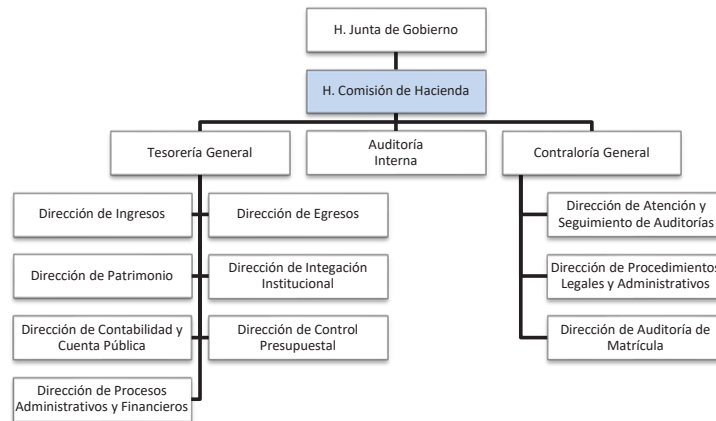 H. Junta de Gobierno
H. Comisión de Hacienda
Tesorería General
Auditoría
Interna
Contraloría General
Dirección de Ingresos
Dirección de Egresos
Dirección de Atención y
Seguimiento de Auditorías
Dirección de Patrimonio
Dirección de Integación
Institucional
Dirección de Procedimientos
Legales y Administrativos
Dirección de Contabilidad y
Cuenta Pública
Dirección de Control
Presupuestal
Dirección de Auditoría de
Matrícula
Dirección de Procesos
Administrativos y Financieros